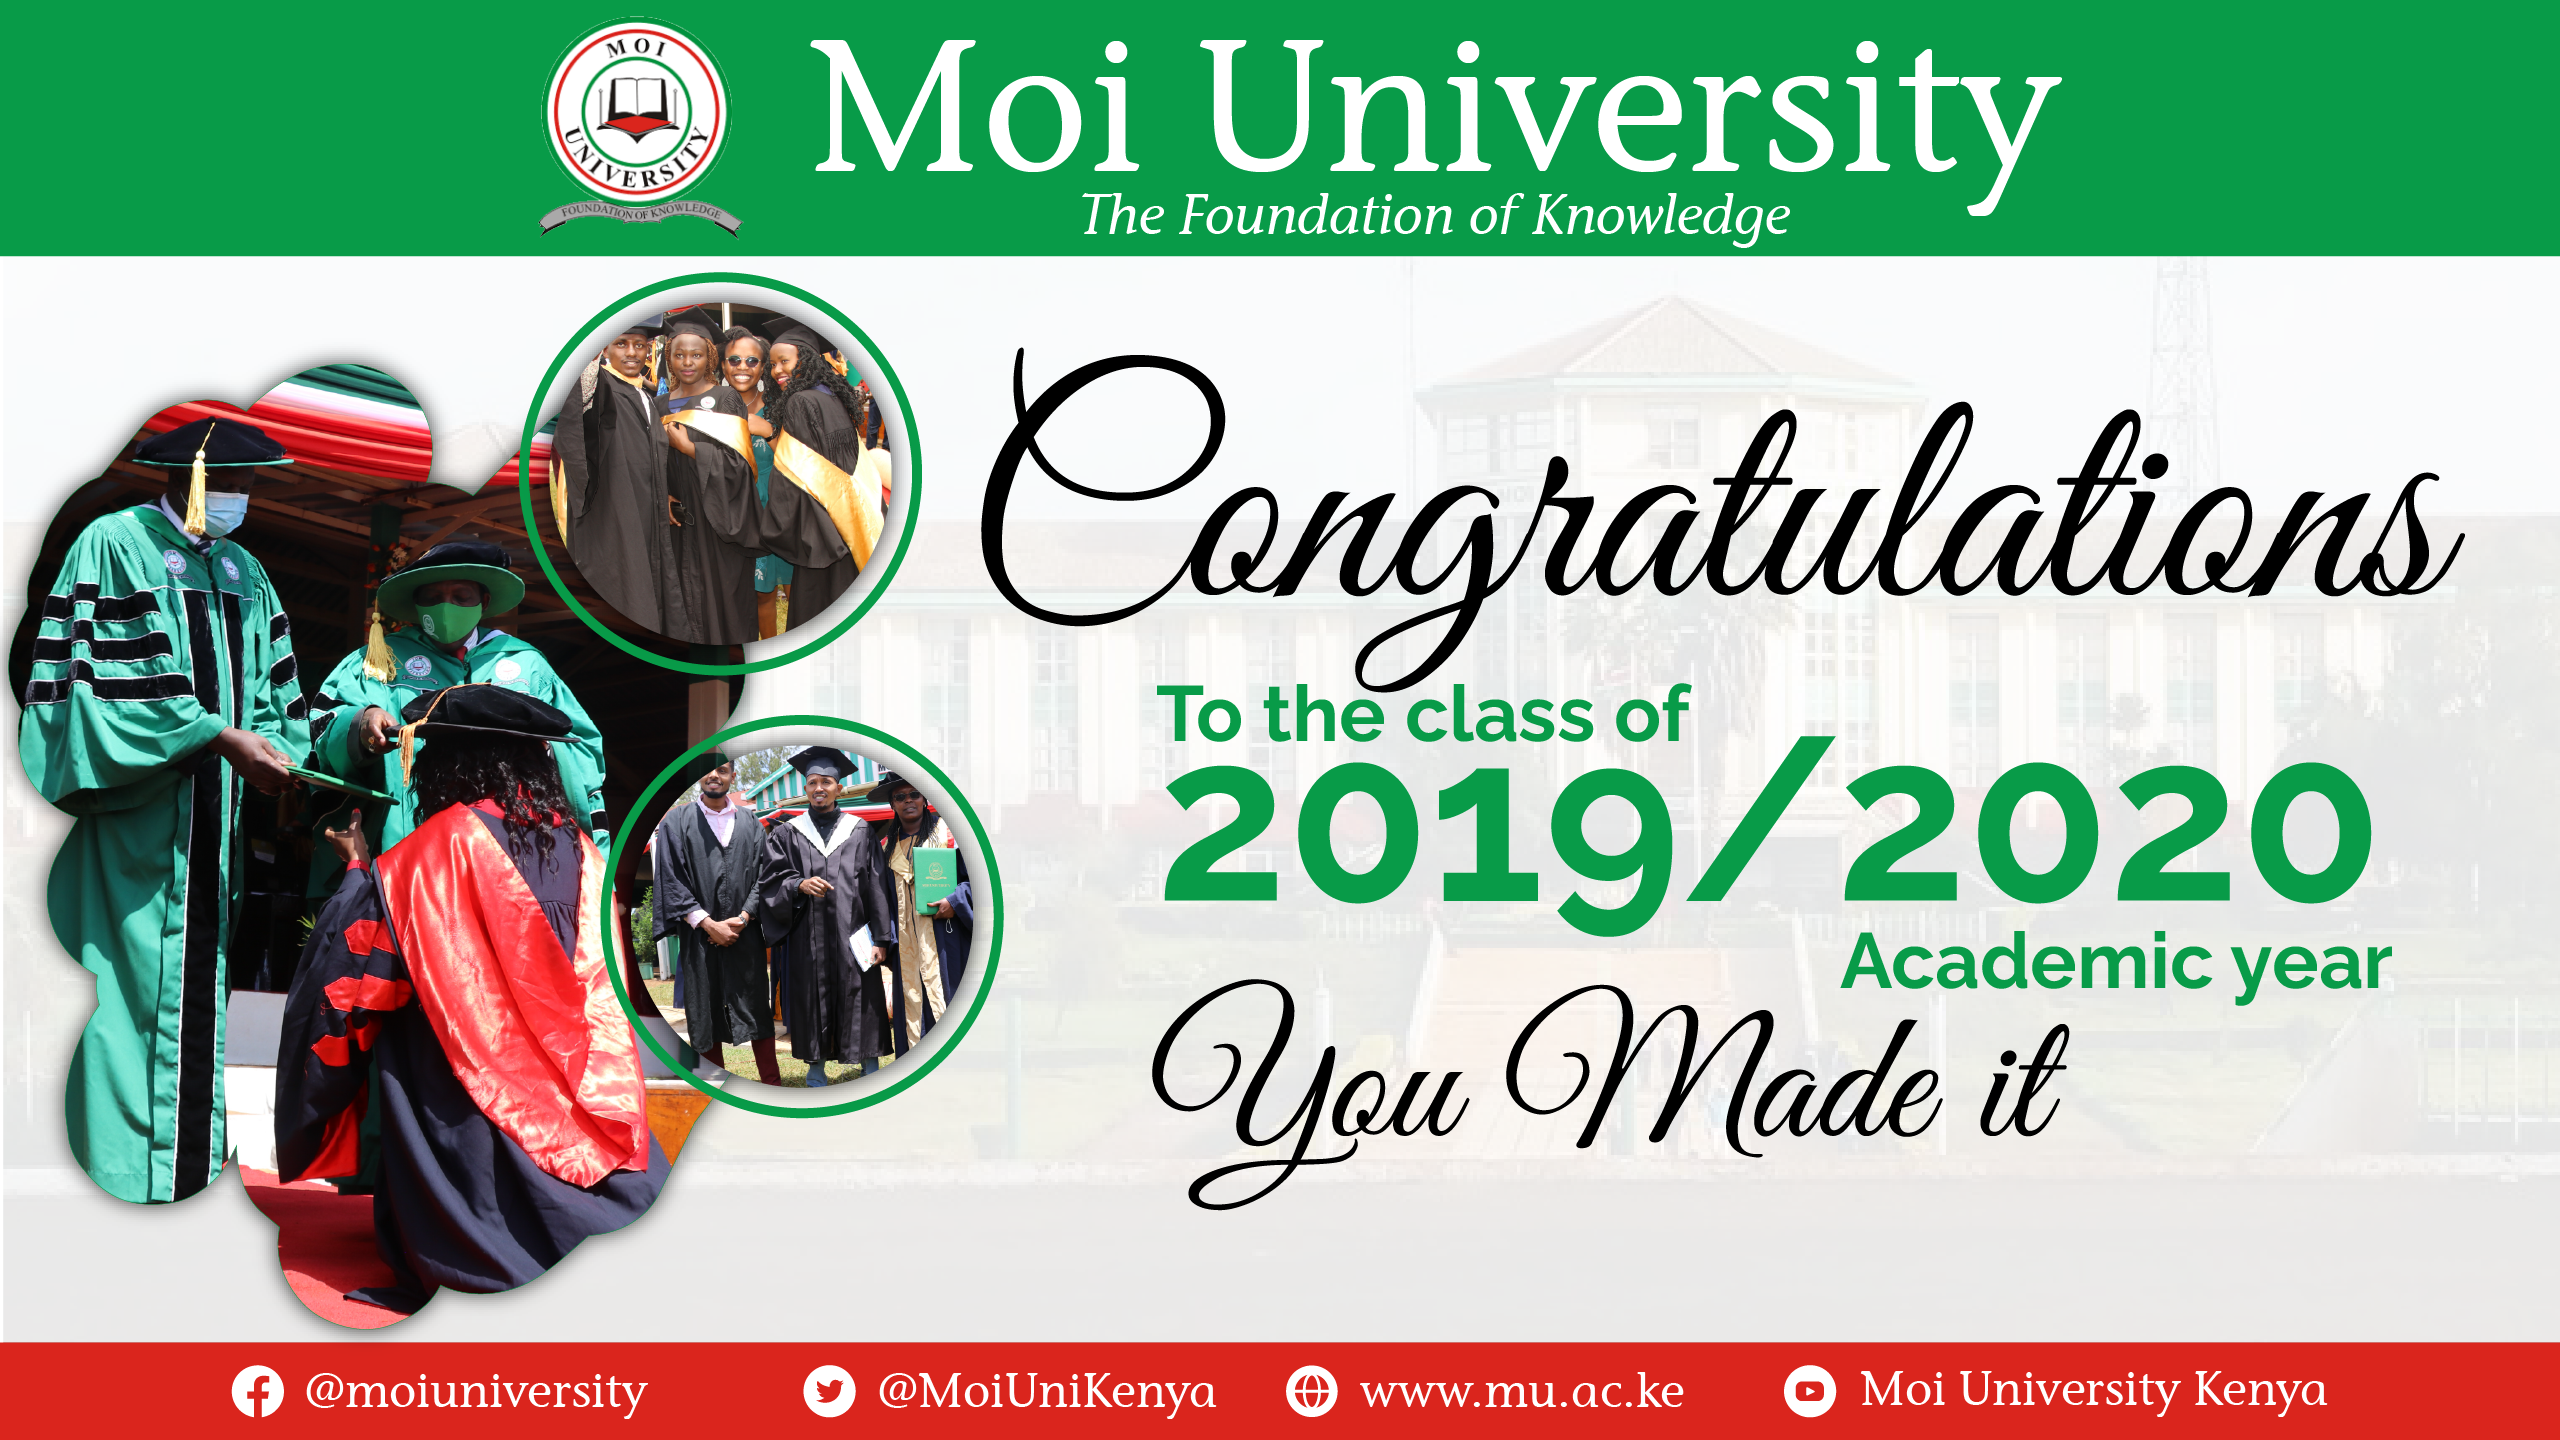 MOI
UNIVERSITY
FOUNDATION OF KNOWLEDGE
Moi University
The Foundation of Knowledge
Congratulations
To the class of
2019/2020
Academic year
You Made it
@moiuniversity
@MoiUniKenya
www.mu.ac.ke
Moi University Kenya